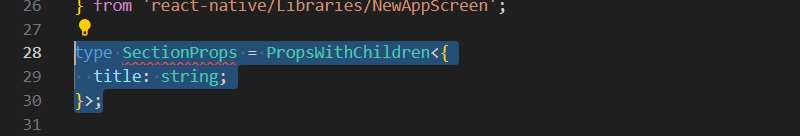 26 } from 'react-native/Libraries/NewAppScreen';
27
28 type SectionProps = PropsWithChildren<{
29   title: string;
30 }>;
31